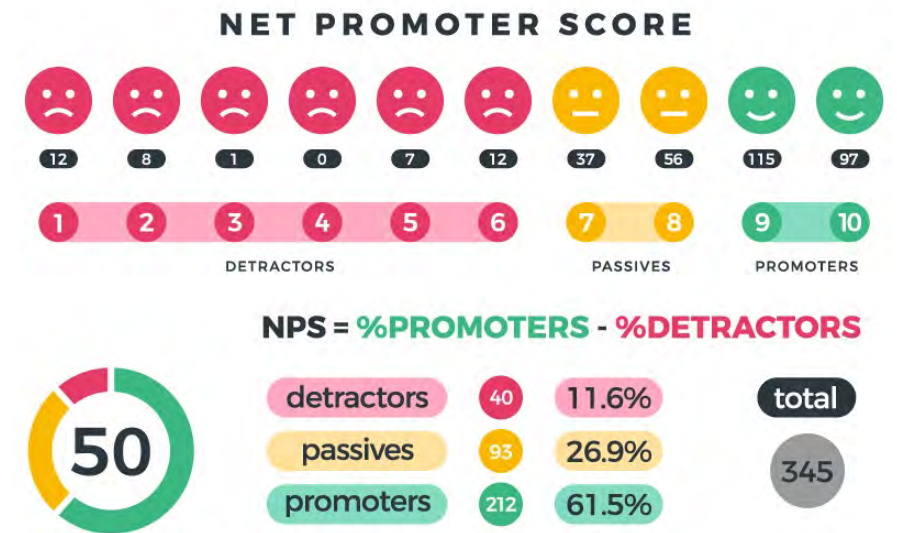 NET PROMOTER SCORE
12 8 1 0 7 12 37 56 115 97
1 2 3 4 5 6 7 8 9 10
DETRACTORS PASSIVES PROMOTERS
NPS = %PROMOTERS - %DETRACTORS
detractors 40 11.6% total
50 passives 93 26.9% 345
promoters 212 61.5%